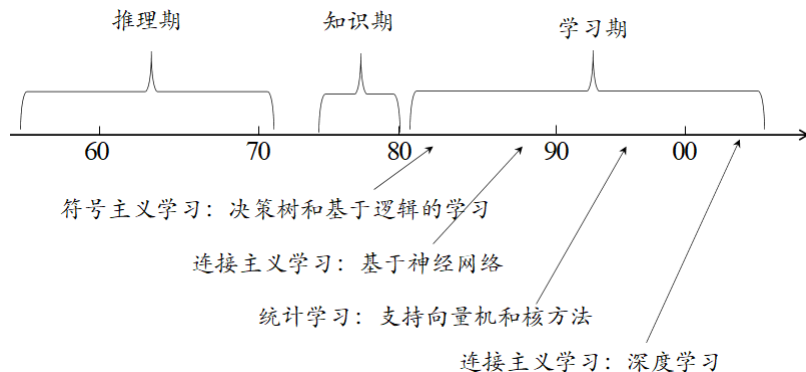 推理期 知识期 学习期
60 70 80 90 00
符号主义学习：决策树和基于逻辑的学习
连接主义学习：基于神经网络
统计学习：支持向量机和核方法
连接主义学习：深度学习